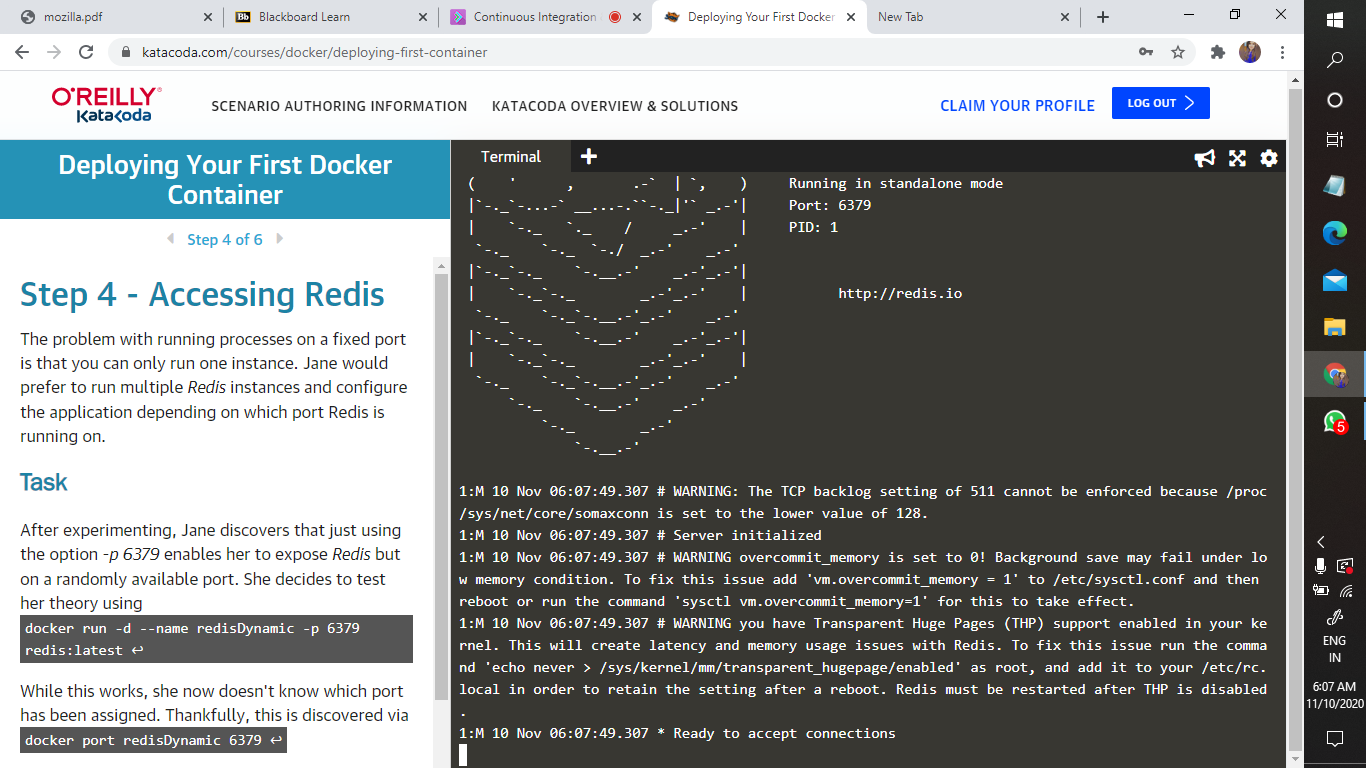 mozilla.pdf
Blackboard Learn
Continuous Integration
Deploying Your First Docker
New Tab
katacoda.com/courses/docker/deploying-first-container
O'REILLY®
Katacoda
SCENARIO AUTHORING INFORMATION
KATACODA OVERVIEW & SOLUTIONS
CLAIM YOUR PROFILE
LOG OUT
Deploying Your First Docker
Container
Step 4 of 6
Step 4 - Accessing Redis
The problem with running processes on a fixed port
is that you can only run one instance. Jane would
prefer to run multiple Redis instances and configure
the application depending on which port Redis is
running on.
Task
After experimenting, Jane discovers that just using
the option -p 6379 enables her to expose Redis but
on a randomly available port. She decides to test
her theory using
docker run -d --name redisDynamic -p 6379
redis:latest ↩
While this works, she now doesn't know which port
has been assigned. Thankfully, this is discovered via
docker port redisDynamic 6379 ↩
Terminal
Running in standalone mode
Port: 6379
PID: 1
http://redis.io
1:M 10 Nov 06:07:49.307 # WARNING: The TCP backlog setting of 511 cannot be enforced because /proc
/sys/net/core/somaxconn is set to the lower value of 128.
1:M 10 Nov 06:07:49.307 # Server initialized
1:M 10 Nov 06:07:49.307 # WARNING overcommit_memory is set to 0! Background save may fail under lo
w memory condition. To fix this issue add 'vm.overcommit_memory = 1' to /etc/sysctl.conf and then
reboot or run the command 'sysctl vm.overcommit_memory=1' for this to take effect.
1:M 10 Nov 06:07:49.307 # WARNING you have Transparent Huge Pages (THP) support enabled in your ke
rnel. This will create latency and memory usage issues with Redis. To fix this issue run the comma
nd 'echo never > /sys/kernel/mm/transparent_hugepage/enabled' as root, and add it to your /etc/rc.
local in order to retain the setting after a reboot. Redis must be restarted after THP is disabled
.
1:M 10 Nov 06:07:49.307 * Ready to accept connections
5
ENG
IN
6:07 AM
11/10/2020